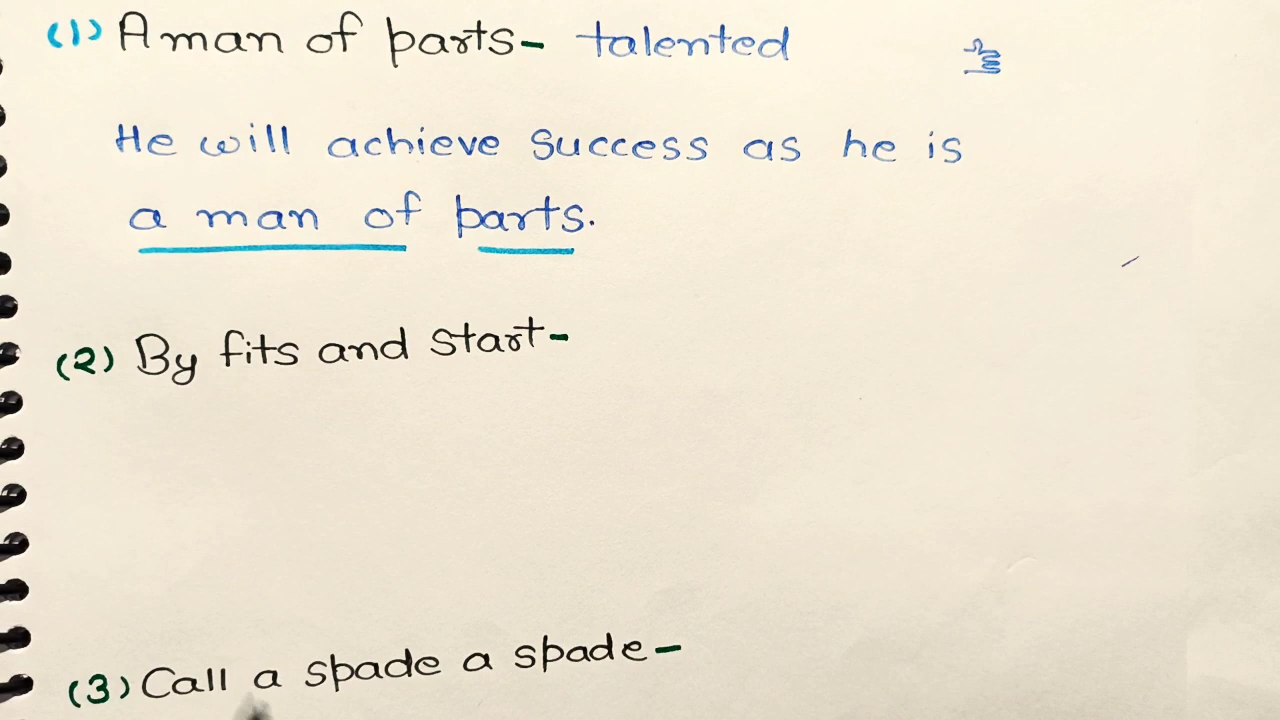 (1) A man of parts- talented
He will achieve success as he is
a man of parts.
(2) By fits and start-
(3) Call a spade a spade-